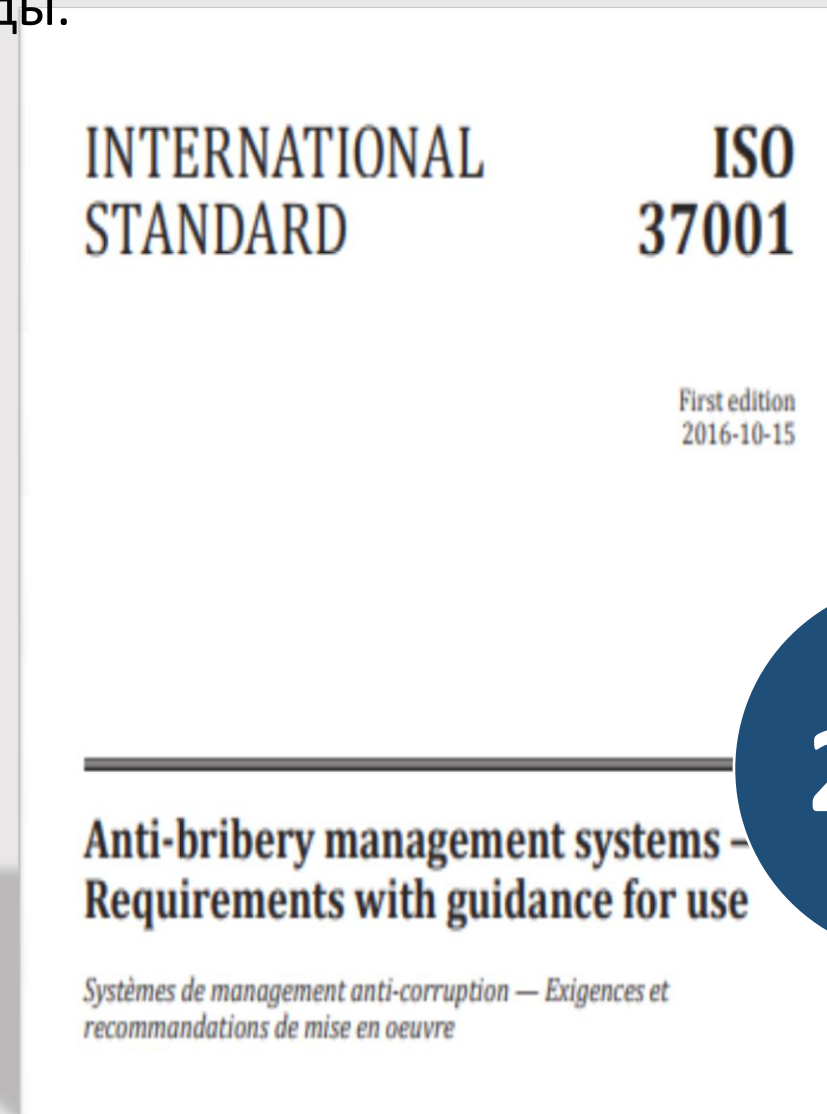 INTERNATIONAL
STANDARD
ISO
37001
First edition
2016-10-15
Anti-bribery management systems –
Requirements with guidance for use
Systèmes de management anti-corruption — Exigences et
recommandations de mise en oeuvre